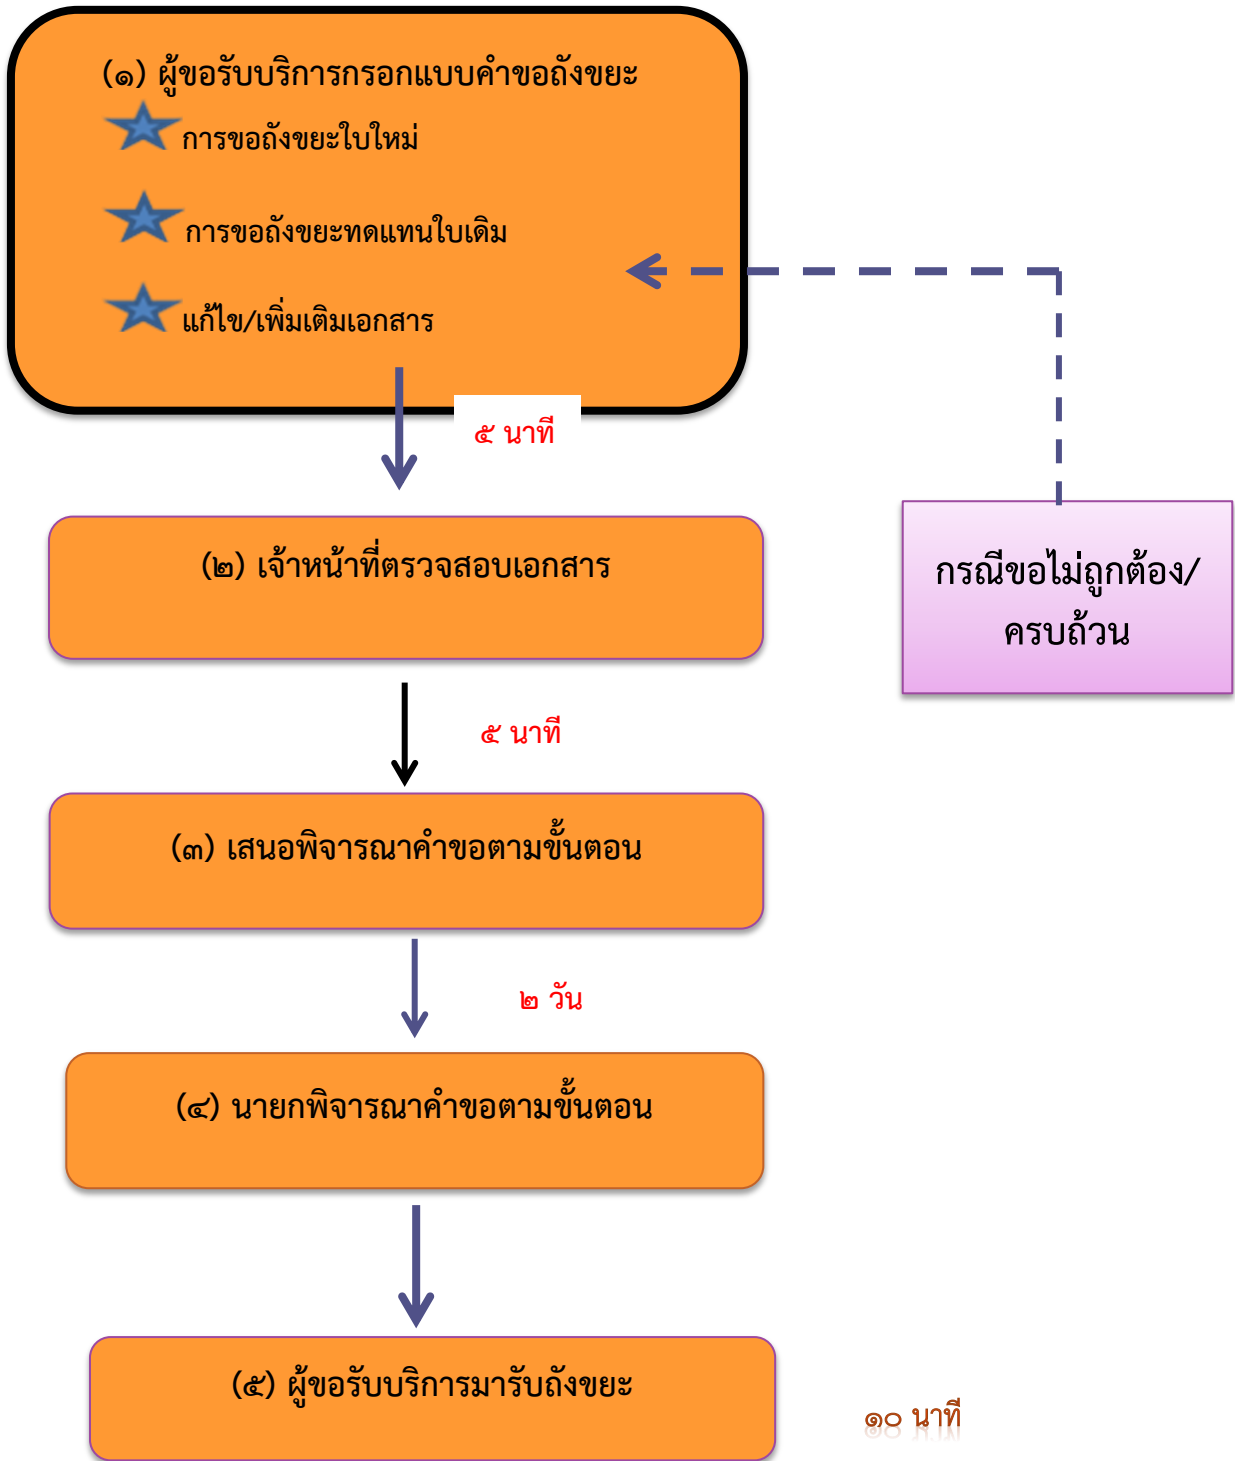 (๑) ผู้ขอรับบริการกรอกแบบคำขอถังขยะ
การขอถังขยะใบใหม่
การขอถังขยะทดแทนใบเดิม
แก้ไข/เพิ่มเติมเอกสาร
๕ นาที
(๒) เจ้าหน้าที่ตรวจสอบเอกสาร
กรณีขอไม่ถูกต้อง/
ครบถ้วน
๕ นาที
(๓) เสนอพิจารณาคำขอตามขั้นตอน
๒ วัน
(๔) นายกพิจารณาคำขอตามขั้นตอน
(๕) ผู้ขอรับบริการมารับถังขยะ
๑๐ นาที